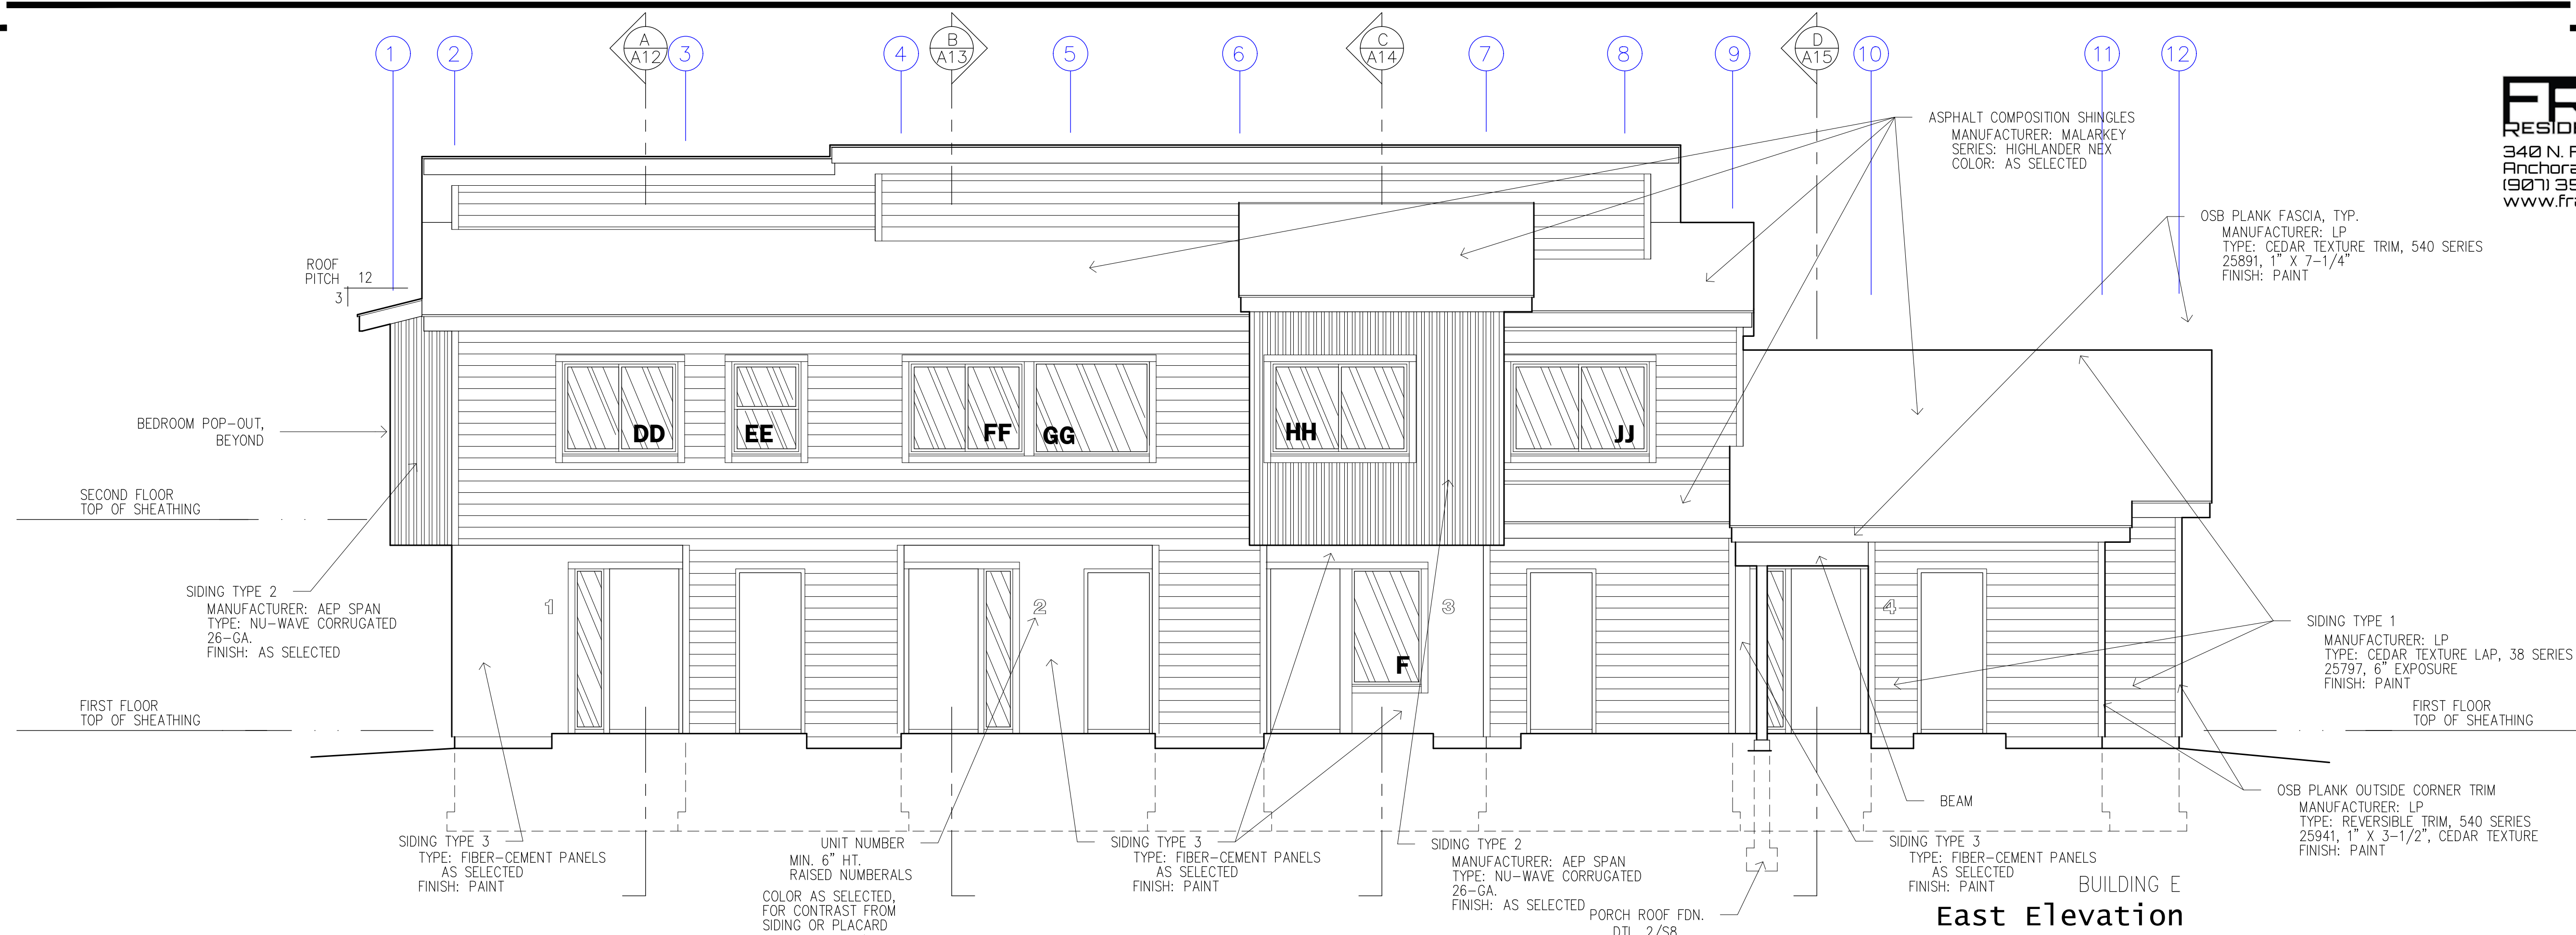 1
2
A
A12
3
4
B
A13
5
6
C
A14
7
8
9
D
A15
10
11
12
340 N.
(907)
ASPHALT COMPOSITION SHINGLES
MANUFACTURER: MALARKEY
SERIES: HIGHLANDER NEX
COLOR: AS SELECTED
OSB PLANK FASCIA, TYP.
MANUFACTURER: LP
TYPE: CEDAR TEXTURE TRIM, 540 SERIES
25891, 1" X 7-1/4"
FINISH: PAINT
ROOF
PITCH
12
3
BEDROOM POP-OUT,
BEYOND
DD
EE
FF
GG
HH
JJ
SECOND FLOOR
TOP OF SHEATHING
SIDING TYPE 2
MANUFACTURER: AEP SPAN
TYPE: NU-WAVE CORRUGATED
26-GA.
FINISH: AS SELECTED
1
2
3
4
F
SIDING TYPE 1
MANUFACTURER: LP
TYPE: CEDAR TEXTURE LAP, 38 SERIES
25797, 6" EXPOSURE
FINISH: PAINT
FIRST FLOOR
TOP OF SHEATHING
FIRST FLOOR
TOP OF SHEATHING
SIDING TYPE 3
TYPE: FIBER-CEMENT PANELS
AS SELECTED
FINISH: PAINT
UNIT NUMBER
MIN. 6" HT.
RAISED NUMBERALS
COLOR AS SELECTED,
FOR CONTRAST FROM
SIDING OR PLACARD
SIDING TYPE 3
TYPE: FIBER-CEMENT PANELS
AS SELECTED
FINISH: PAINT
SIDING TYPE 2
MANUFACTURER: AEP SPAN
TYPE: NU-WAVE CORRUGATED
26-GA.
FINISH: AS SELECTED
PORCH ROOF FDN.
DTL. 2/S8
BEAM
SIDING TYPE 3
TYPE: FIBER-CEMENT PANELS
AS SELECTED
FINISH: PAINT
OSB PLANK OUTSIDE CORNER TRIM
MANUFACTURER: LP
TYPE: REVERSIBLE TRIM, 540 SERIES
25941, 1" X 3-1/2", CEDAR TEXTURE
FINISH: PAINT
BUILDING E
East Elevation